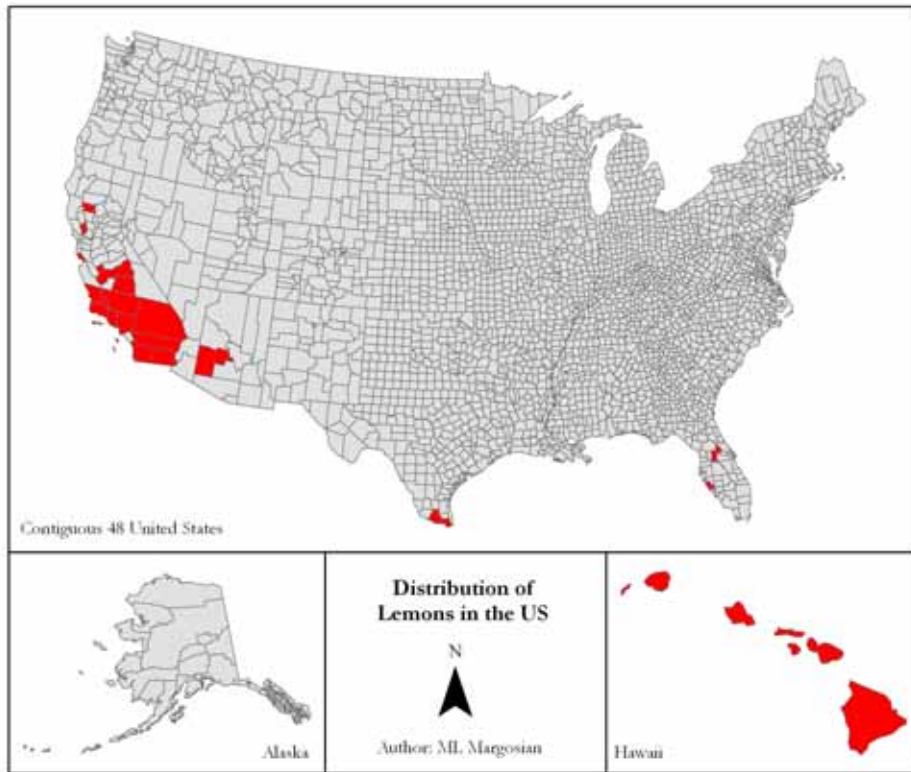 Contiguous 48 United States
Distribution of
Lemons in the US
N
Author: ML Margosian
Alaska
Hawaii